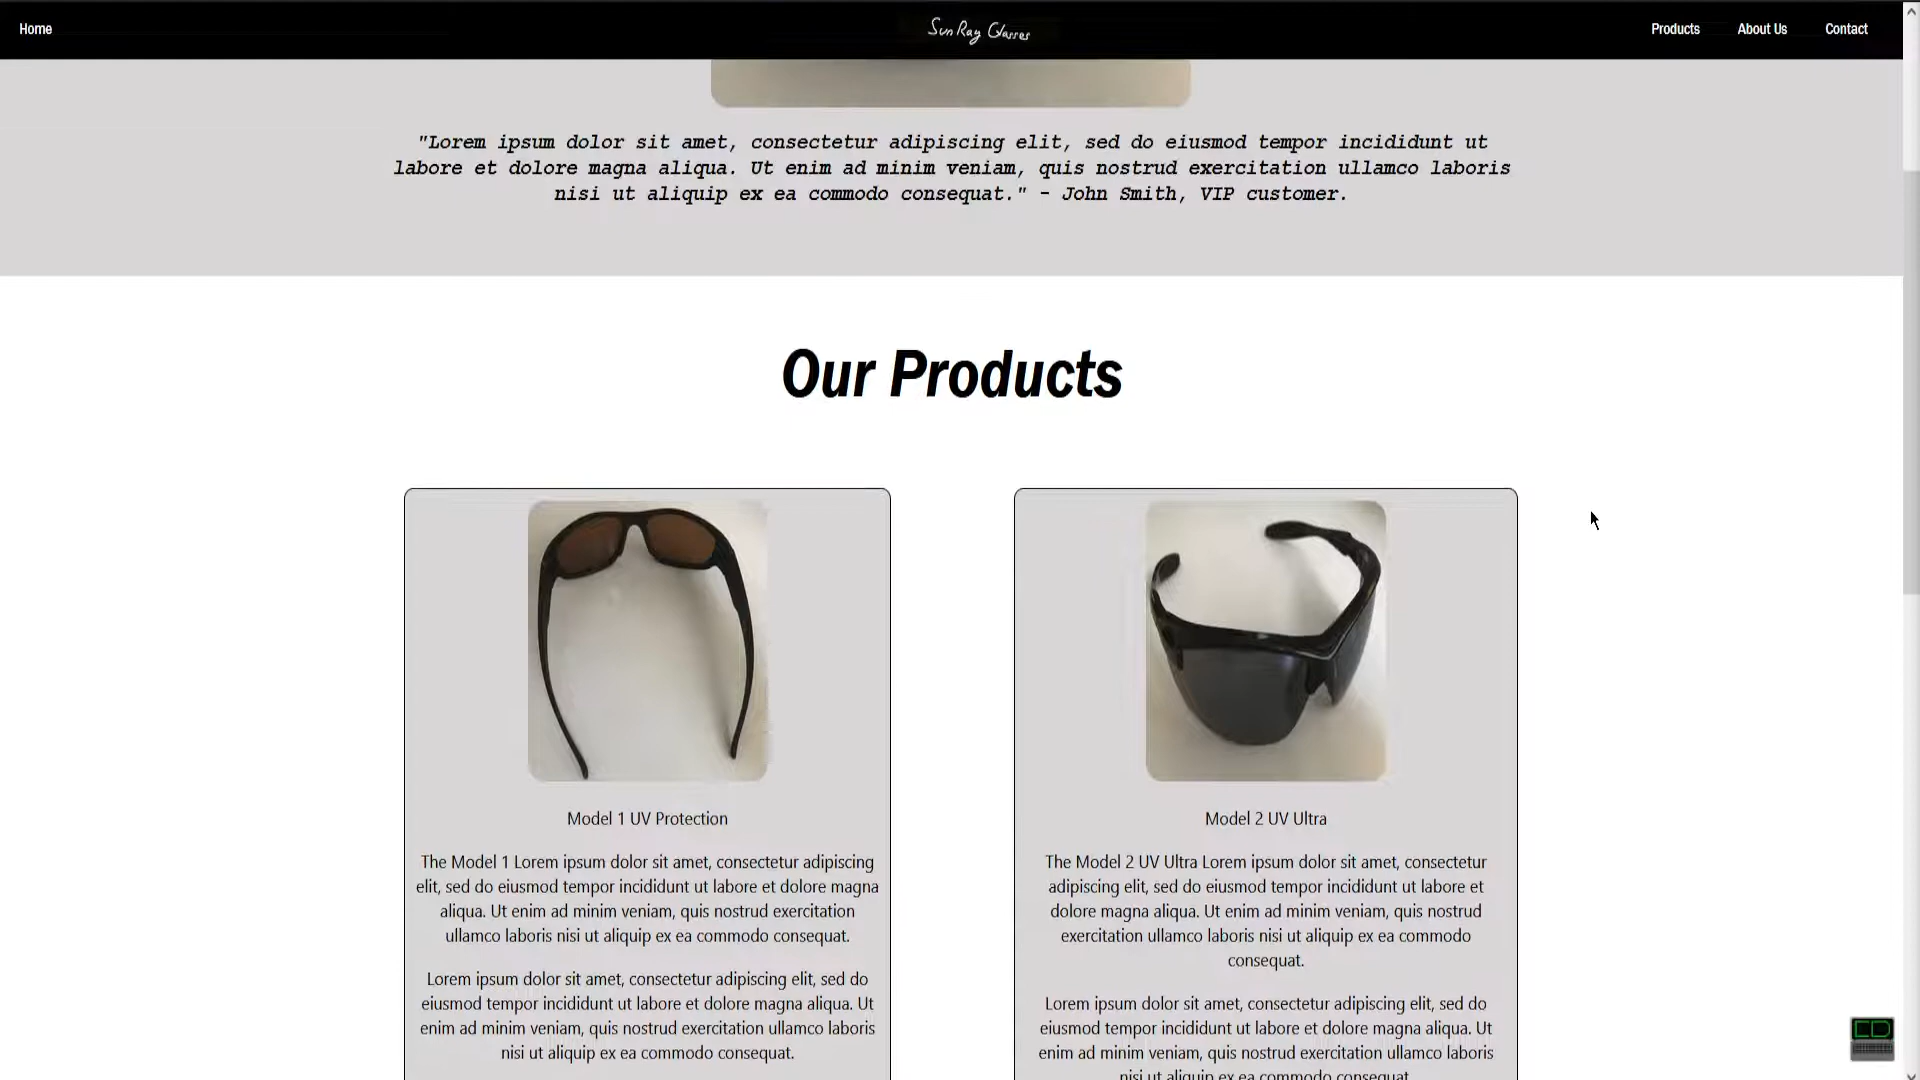 Home
SunRay Glasses
Products
About Us
Contact
"Lorem ipsum dolor sit amet, consectetur adipiscing elit, sed do eiusmod tempor incididunt ut
labore et dolore magna aliqua. Ut enim ad minim veniam, quis nostrud exercitation ullamco laboris
nisi ut aliquip ex ea commodo consequat." - John Smith, VIP customer.
Our Products
Model 1 UV Protection
The Model 1 Lorem ipsum dolor sit amet, consectetur adipiscing
elit, sed do eiusmod tempor incididunt ut labore et dolore magna
aliqua. Ut enim ad minim veniam, quis nostrud exercitation
ullamco laboris nisi ut aliquip ex ea commodo consequat.
Lorem ipsum dolor sit amet, consectetur adipiscing elit, sed do
eiusmod tempor incididunt ut labore et dolore magna aliqua. Ut
enim ad minim veniam, quis nostrud exercitation ullamco laboris
nisi ut aliquip ex ea commodo consequat.
Model 2 UV Ultra
The Model 2 UV Ultra Lorem ipsum dolor sit amet, consectetur
adipiscing elit, sed do eiusmod tempor incididunt ut labore et
dolore magna aliqua. Ut enim ad minim veniam, quis nostrud
exercitation ullamco laboris nisi ut aliquip ex ea commodo
consequat.
Lorem ipsum dolor sit amet, consectetur adipiscing elit, sed do
eiusmod tempor incididunt ut labore et dolore magna aliqua. Ut
enim ad minim veniam, quis nostrud exercitation ullamco laboris
nisi ut aliquip ex ea commodo consequat.
CD